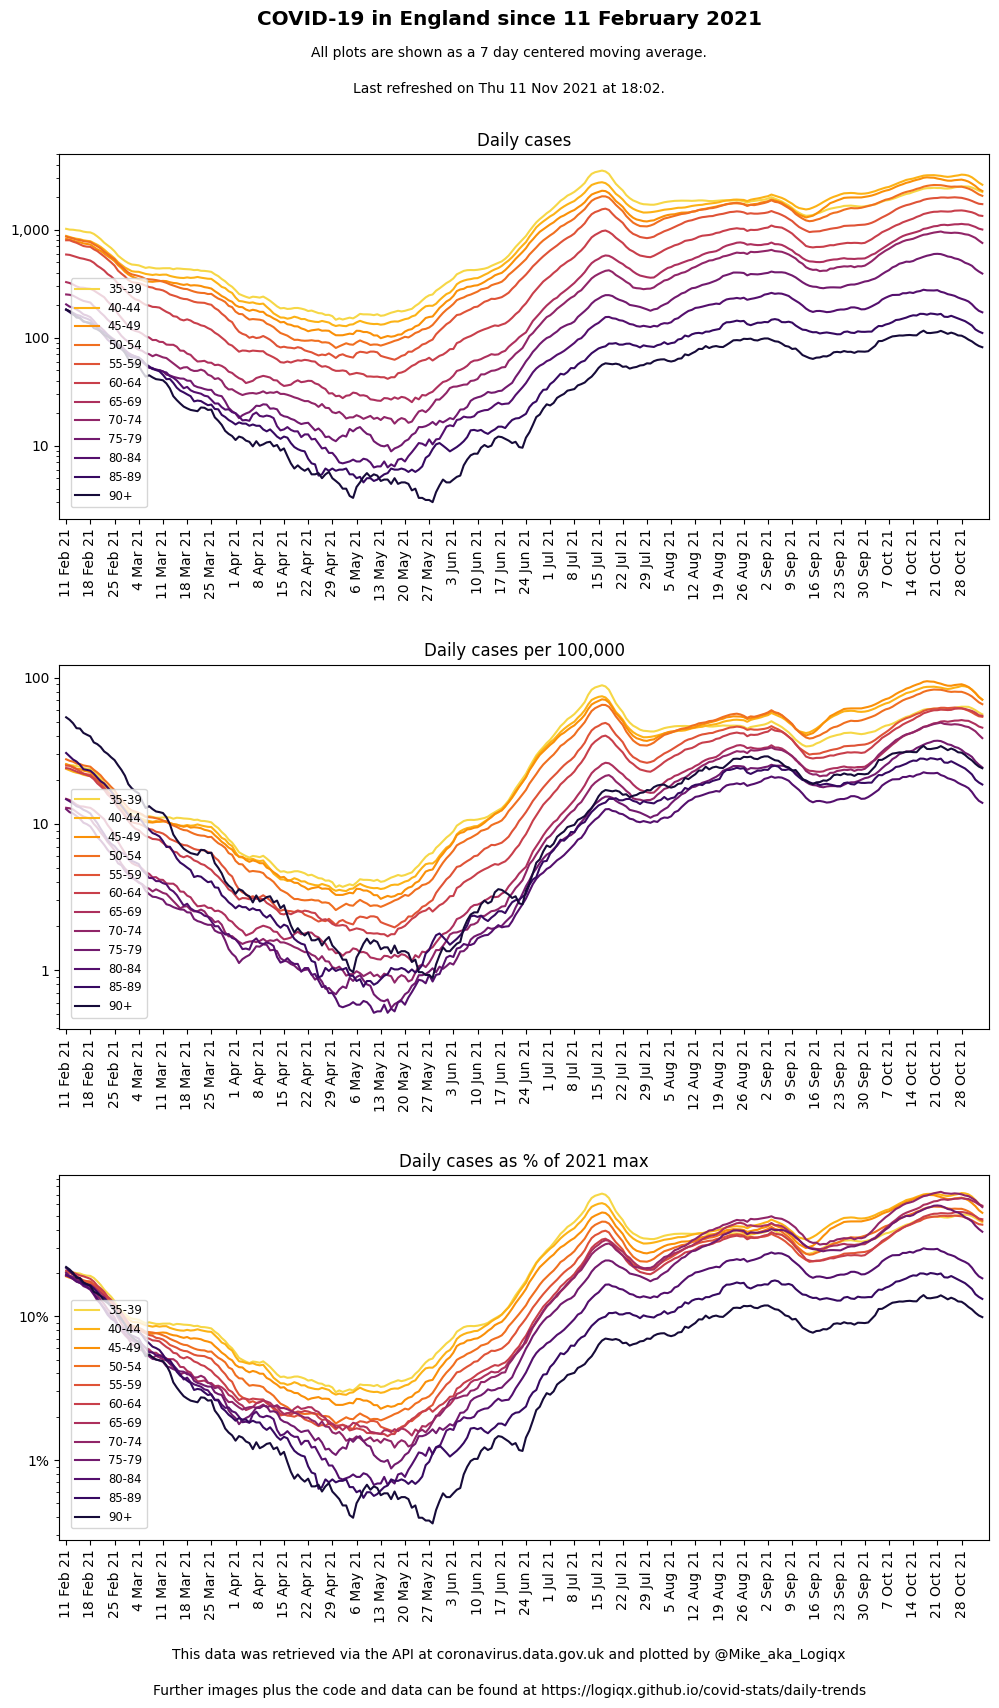 COVID-19 in England since 11 February 2021
All plots are shown as a 7 day centered moving average.
Last refreshed on Thu 11 Nov 2021 at 18:02.
Daily cases
1,000
100
10
35-39
40-44
45-49
50-54
55-59
60-64
65-69
70-74
75-79
80-84
85-89
90+
11 Feb 21
18 Feb 21
25 Feb 21
4 Mar 21
11 Mar 21
18 Mar 21
25 Mar 21
1 Apr 21
8 Apr 21
15 Apr 21
22 Apr 21
29 Apr 21
6 May 21
13 May 21
20 May 21
27 May 21
3 Jun 21
10 Jun 21
17 Jun 21
24 Jun 21
1 Jul 21
8 Jul 21
15 Jul 21
22 Jul 21
29 Jul 21
5 Aug 21
12 Aug 21
19 Aug 21
26 Aug 21
2 Sep 21
9 Sep 21
16 Sep 21
23 Sep 21
30 Sep 21
7 Oct 21
14 Oct 21
21 Oct 21
28 Oct 21
Daily cases per 100,000
100
10
1
35-39
40-44
45-49
50-54
55-59
60-64
65-69
70-74
75-79
80-84
85-89
90+
11 Feb 21
18 Feb 21
25 Feb 21
4 Mar 21
11 Mar 21
18 Mar 21
25 Mar 21
1 Apr 21
8 Apr 21
15 Apr 21
22 Apr 21
29 Apr 21
6 May 21
13 May 21
20 May 21
27 May 21
3 Jun 21
10 Jun 21
17 Jun 21
24 Jun 21
1 Jul 21
8 Jul 21
15 Jul 21
22 Jul 21
29 Jul 21
5 Aug 21
12 Aug 21
19 Aug 21
26 Aug 21
2 Sep 21
9 Sep 21
16 Sep 21
23 Sep 21
30 Sep 21
7 Oct 21
14 Oct 21
21 Oct 21
28 Oct 21
Daily cases as % of 2021 max
10%
1%
35-39
40-44
45-49
50-54
55-59
60-64
65-69
70-74
75-79
80-84
85-89
90+
11 Feb 21
18 Feb 21
25 Feb 21
4 Mar 21
11 Mar 21
18 Mar 21
25 Mar 21
1 Apr 21
8 Apr 21
15 Apr 21
22 Apr 21
29 Apr 21
6 May 21
13 May 21
20 May 21
27 May 21
3 Jun 21
10 Jun 21
17 Jun 21
24 Jun 21
1 Jul 21
8 Jul 21
15 Jul 21
22 Jul 21
29 Jul 21
5 Aug 21
12 Aug 21
19 Aug 21
26 Aug 21
2 Sep 21
9 Sep 21
16 Sep 21
23 Sep 21
30 Sep 21
7 Oct 21
14 Oct 21
21 Oct 21
28 Oct 21
This data was retrieved via the API at coronavirus.data.gov.uk and plotted by @Mike_aka_Logiqx
Further images plus the code and data can be found at https://logiqx.github.io/covid-stats/daily-trends